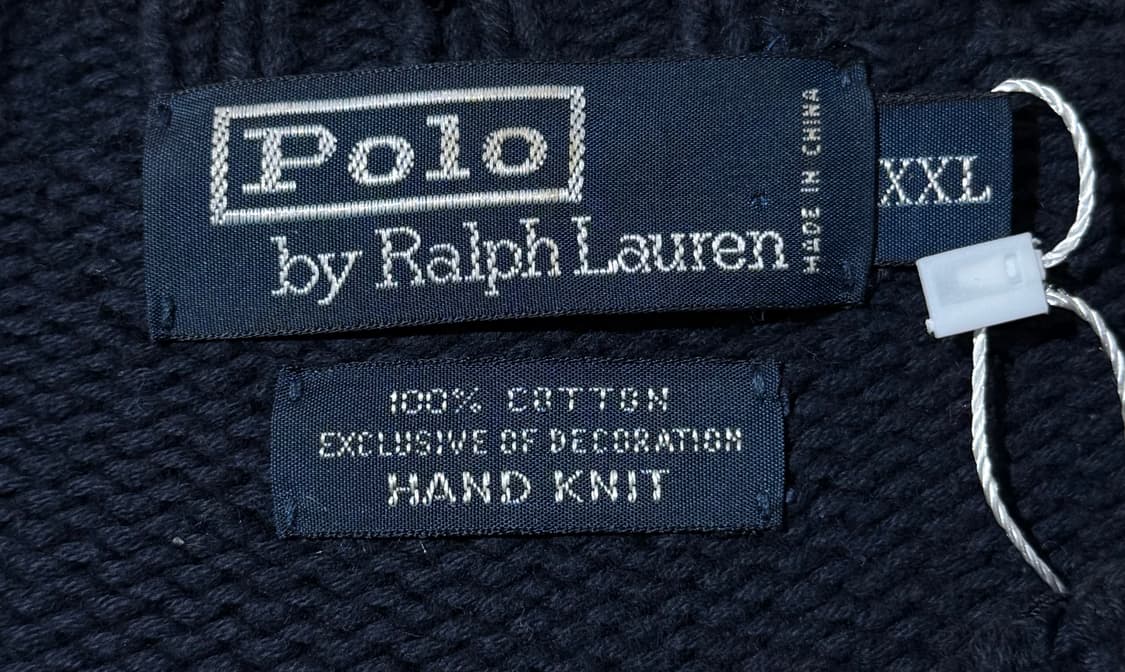 Polo
by Ralph Lauren
MADE IN CHINA
XXL
100% COTTON
EXCLUSIVE OF DECORATION
HAND KNIT